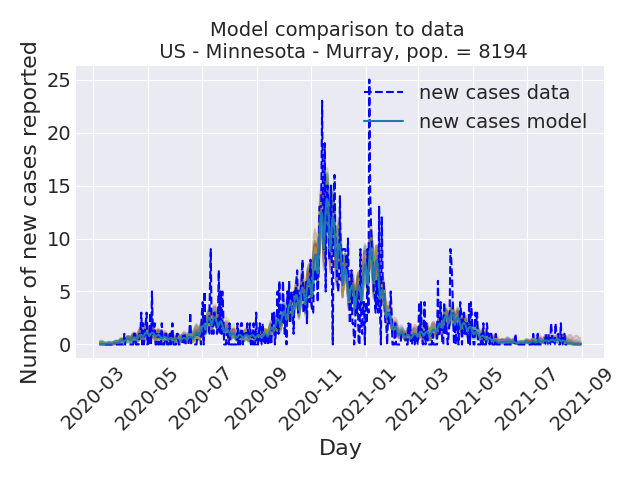 Model comparison to data
US - Minnesota - Murray, pop. = 8194
Number of new cases reported
25
20
15
10
5
0
new cases data
new cases model
2020-03
2020-05
2020-07
2020-09
2020-11
2021-01
2021-03
2021-05
2021-07
2021-09
Day